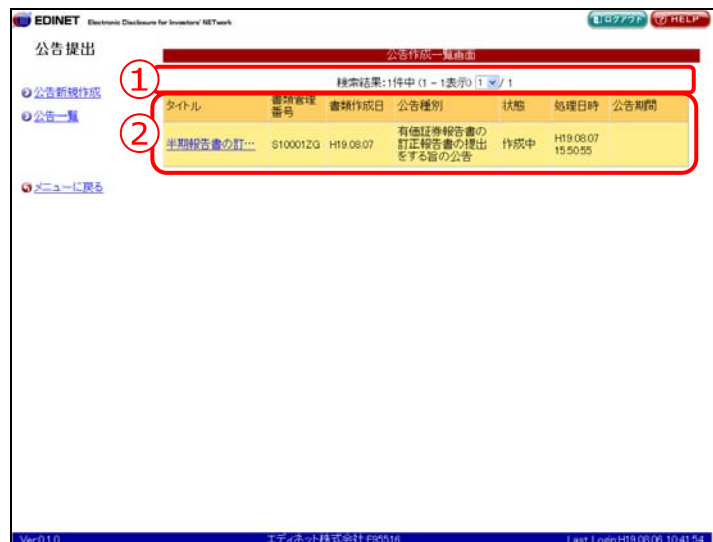 EDINET Electronic Disclosure for Investors' NETwork
ログアウト ? HELP
公告提出
公告作成一覧画面
①
検索結果:1件中 (1 - 1表示) 1 / 1
公告新規作成
公告一覧
メニューに戻る
②
タイトル 書類管理番号 書類作成日 公告種別 状態 処理日時 公告期間
半期報告書の訂… S10001ZG H19.08.07 有価証券報告書の訂正報告書の提出をする旨の公告 作成中 H19.08.07 15:50:55
Ver.0.1.0 エディネット株式会社 E95516 Last Login:H19.08.06 10:41:54